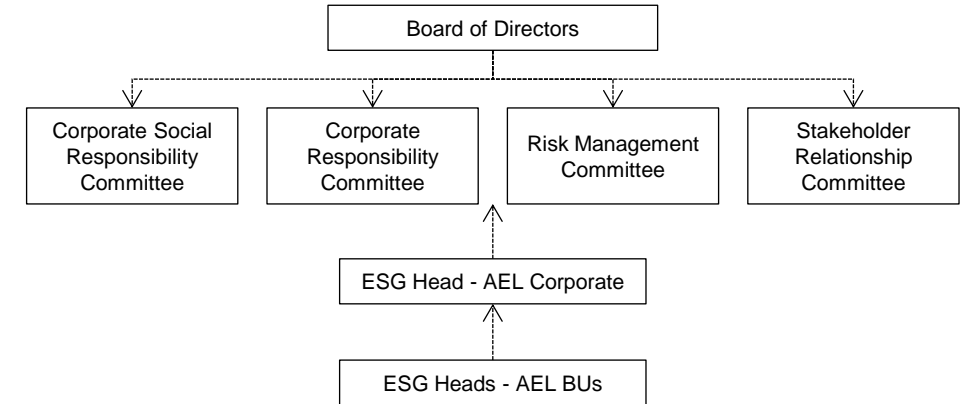 Board of Directors
Corporate Social
Responsibility
Committee
Corporate
Responsibility
Committee
Risk Management
Committee
Stakeholder
Relationship
Committee
ESG Head - AEL Corporate
ESG Heads - AEL BUs